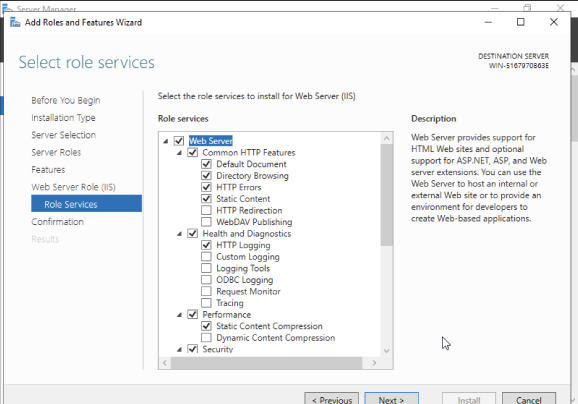 Server Manager
Add Roles and Features Wizard
Select role services
DESTINATION SERVER
WIN-5167970863E
Before You Begin
Installation Type
Server Selection
Server Roles
Features
Web Server Role (IIS)
Role Services
Confirmation
Results
Select the role services to install for Web Server (IIS)
Role services
Web Server
Common HTTP Features
Default Document
Directory Browsing
HTTP Errors
Static Content
HTTP Redirection
WebDAV Publishing
Health and Diagnostics
HTTP Logging
Custom Logging
Logging Tools
ODBC Logging
Request Monitor
Tracing
Performance
Static Content Compression
Dynamic Content Compression
Security
Description
Web Server provides support for
HTML Web sites and optional
support for ASP.NET, ASP, and Web
server extensions. You can use the
Web Server to host an internal or
external Web site or to provide an
environment for developers to
create Web-based applications.
< Previous
Next >
Install
Cancel